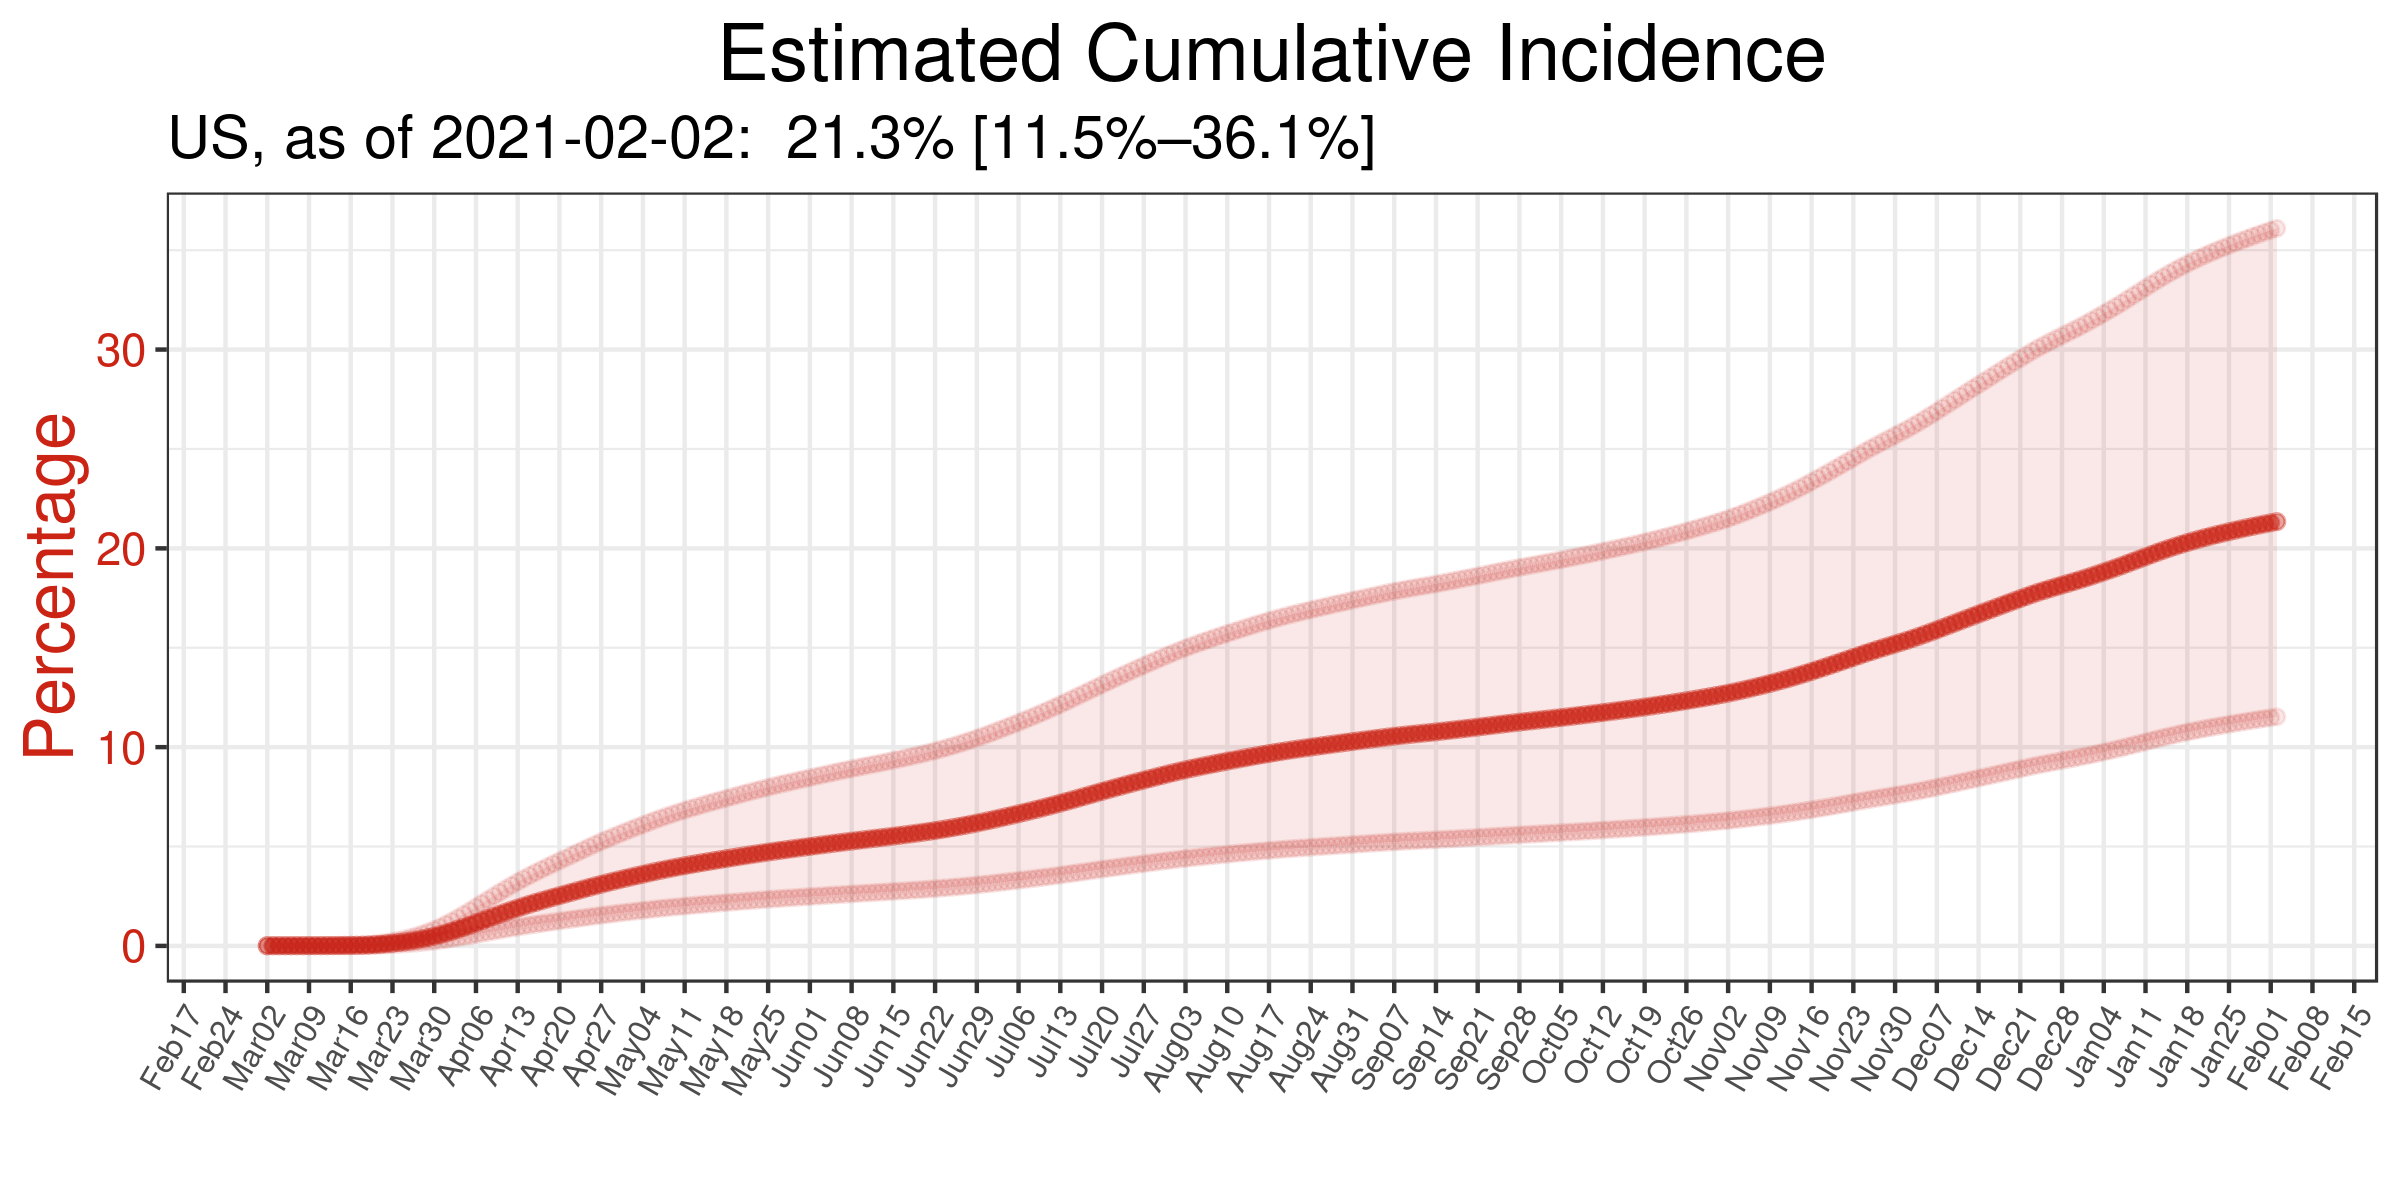 Estimated Cumulative Incidence
US, as of 2021-02-02:  21.3% [11.5%–36.1%]
Percentage
30
20
10
0
Feb17
Feb24
Mar02
Mar09
Mar16
Mar23
Mar30
Apr06
Apr13
Apr20
Apr27
May04
May11
May18
May25
Jun01
Jun08
Jun15
Jun22
Jun29
Jul06
Jul13
Jul20
Jul27
Aug03
Aug10
Aug17
Aug24
Aug31
Sep07
Sep14
Sep21
Sep28
Oct05
Oct12
Oct19
Oct26
Nov02
Nov09
Nov16
Nov23
Nov30
Dec07
Dec14
Dec21
Dec28
Jan04
Jan11
Jan18
Jan25
Feb01
Feb08
Feb15